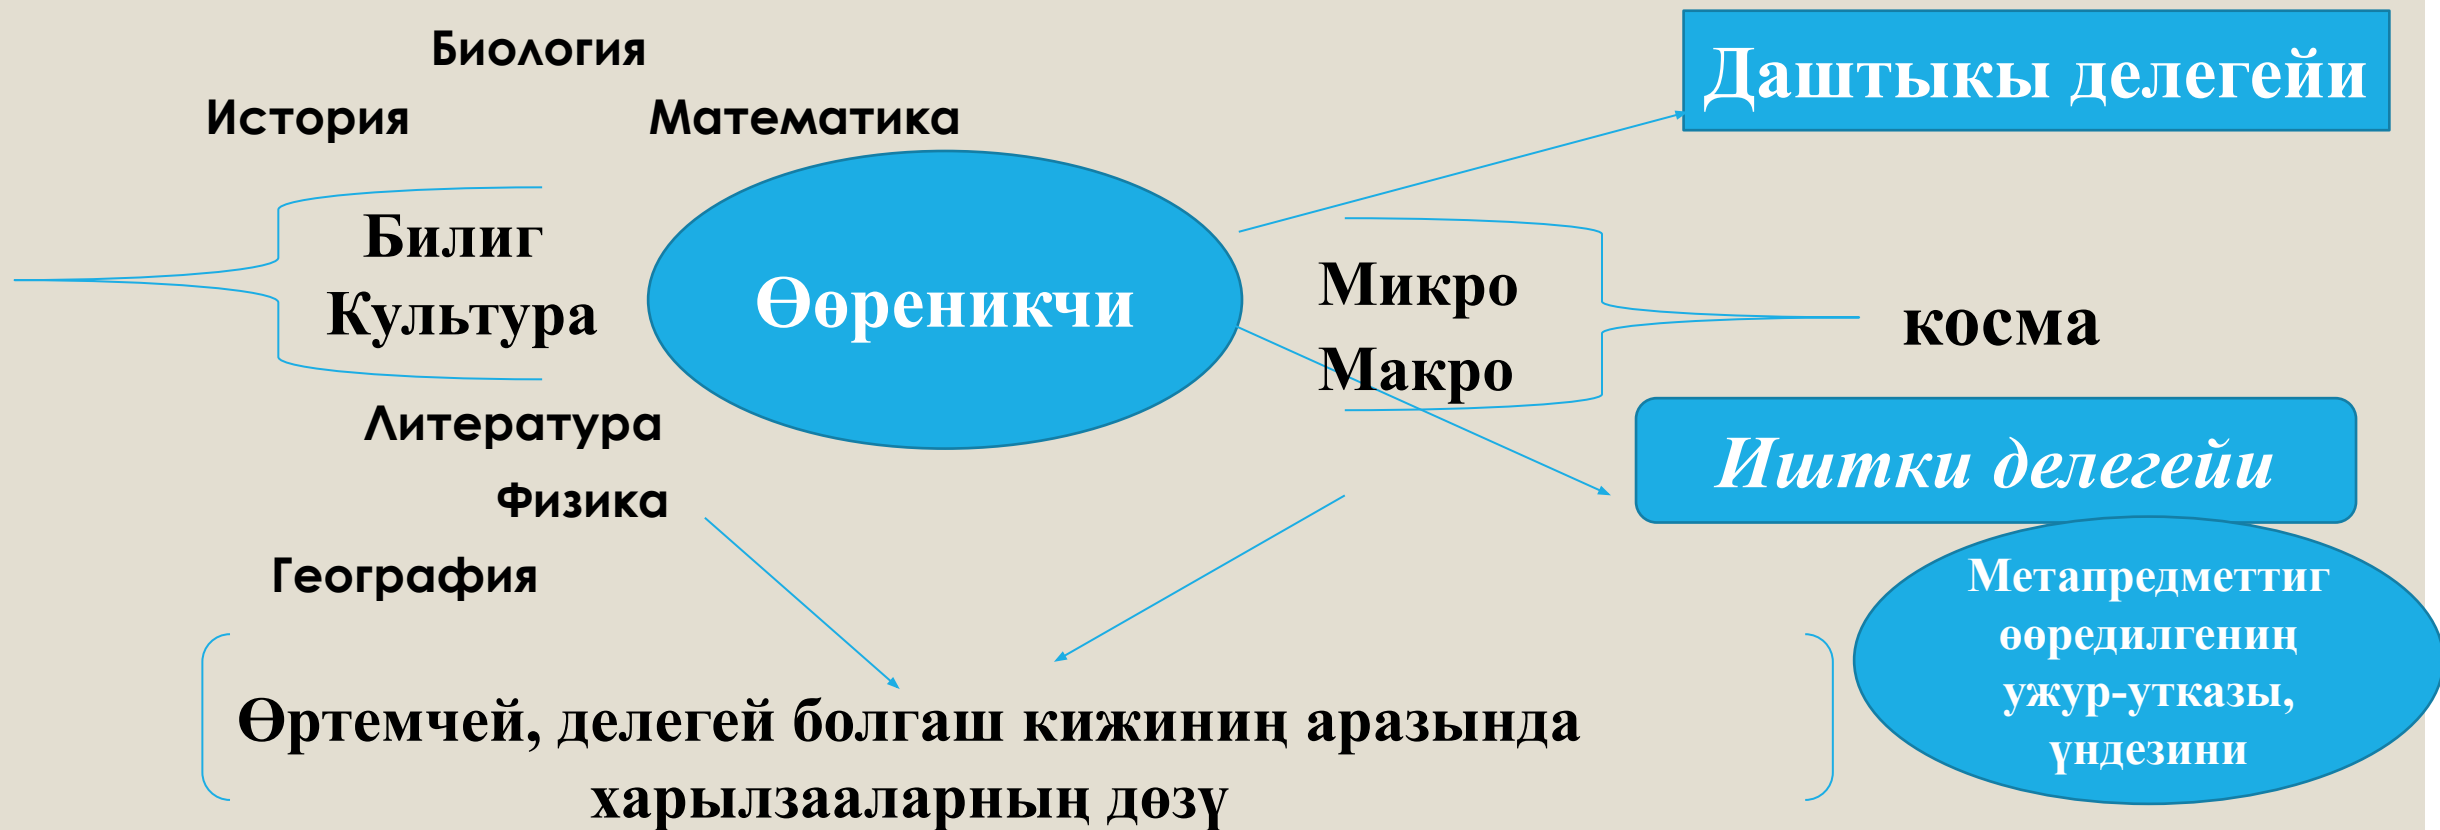 Биология
Даштыкы делегейи
История
Математика
Билиг
Культура
Өөреникчи
Микро
Макро
косма
Литература
Иштки делегейи
Физика
География
Метапредметтиг
өөредилгениң
ужур-утказы,
үндезини
Өртемчей, делегей болгаш кижиниң аразында
харылзааларның дөзү